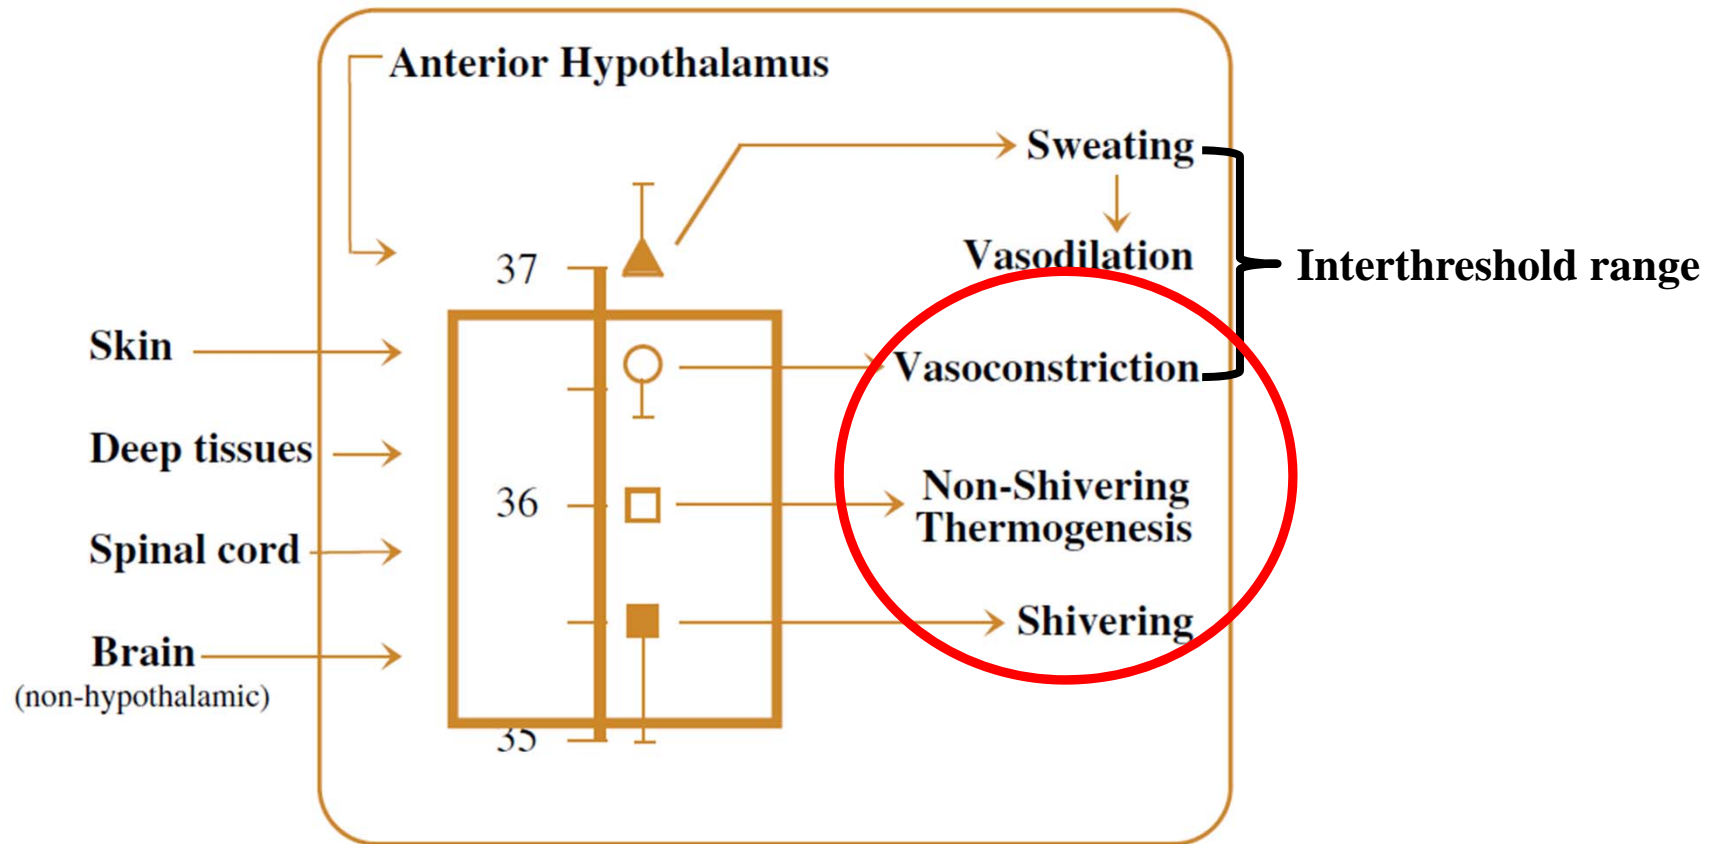 Anterior Hypothalamus
Sweating
Vasodilation
Interthreshold range
37
Skin
Vasoconstriction
Deep tissues
36
Non-Shivering
Thermogenesis
Spinal cord
Shivering
Brain
(non-hypothalamic)
35